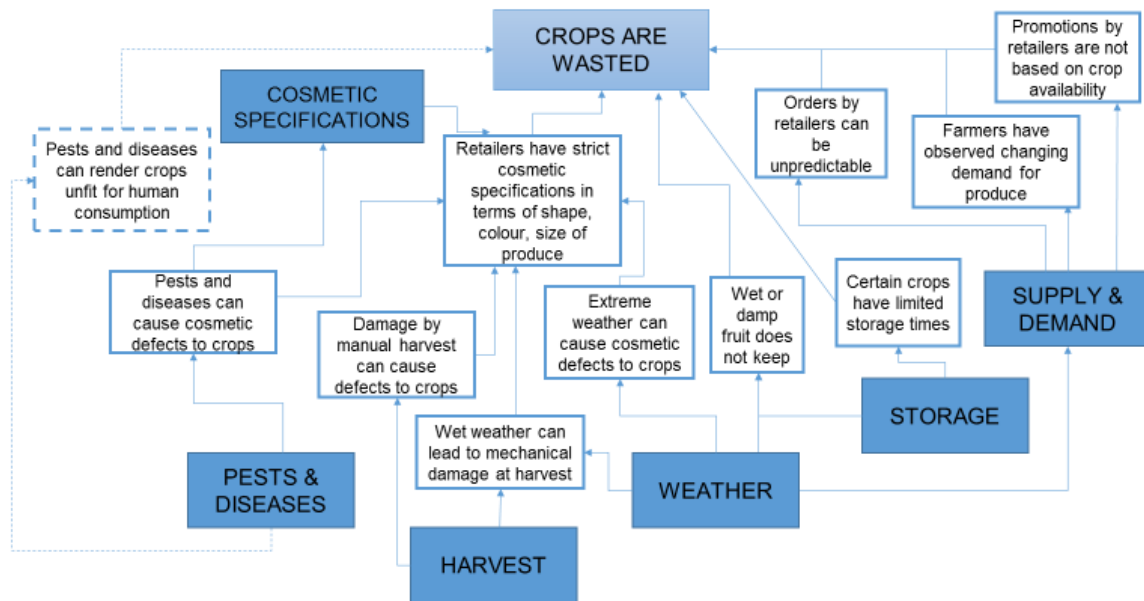 CROPS ARE
WASTED
Promotions by
retailers are not
based on crop
availability
COSMETIC
SPECIFICATIONS
Orders by
retailers can
be
unpredictable
Farmers have
observed changing
demand for
produce
Pests and diseases
can render crops
unfit for human
consumption
Retailers have strict
cosmetic
specifications in
terms of shape,
colour, size of
produce
Pests and
diseases can
cause cosmetic
defects to crops
Damage by
manual harvest
can cause
defects to crops
Extreme
weather can
cause cosmetic
defects to crops
Wet or
damp
fruit does
not keep
Certain crops
have limited
storage times
SUPPLY &
DEMAND
STORAGE
Wet weather can
lead to mechanical
damage at harvest
PESTS &
DISEASES
WEATHER
HARVEST